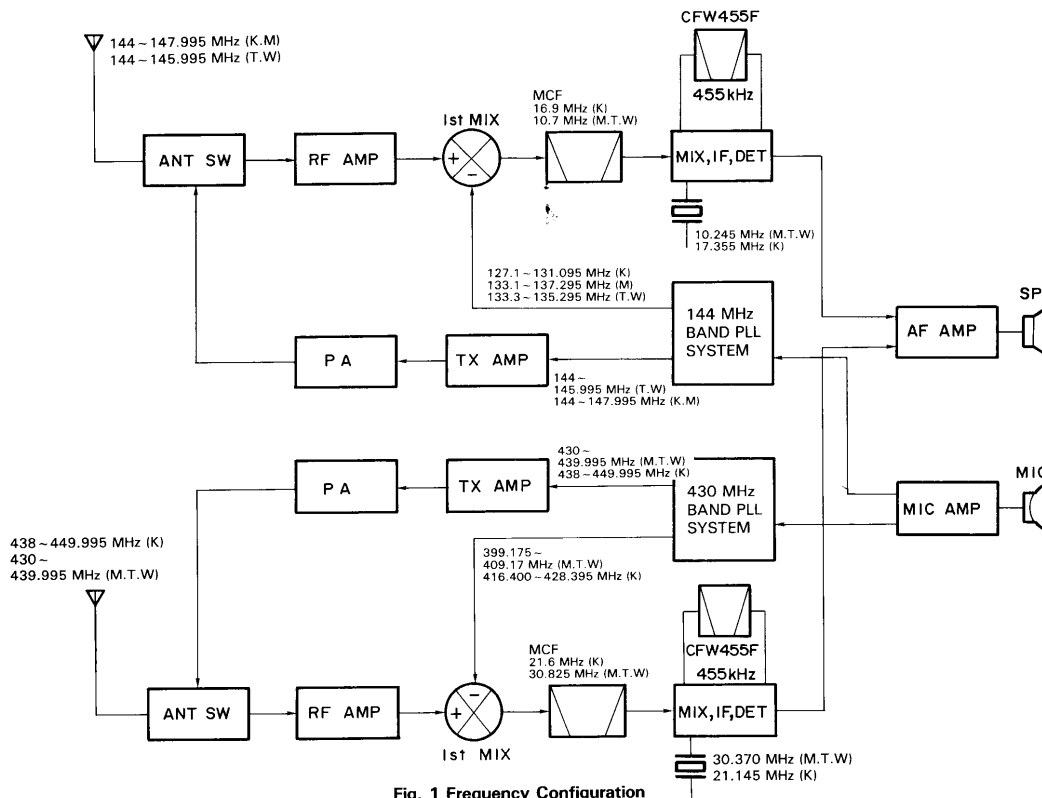 CFW455F
144~147.995 MHz (K.M)
144~145.995 MHz (T.W)
455kHz
MCF
16.9 MHz (K)
10.7 MHz (M.T.W)
1st MIX
ANT SW
RF AMP
+
−
MIX,IF,DET
10.245 MHz (M.T.W)
17.355 MHz (K)
127.1~131.095 MHz (K)
133.1~137.295 MHz (M)
133.3~135.295 MHz (T.W)
144 MHz
BAND PLL
SYSTEM
SP
AF AMP
PA
TX AMP
144~
145.995 MHz (T.W)
144~147.995 MHz (K.M)
430~
439.995 MHz (M.T.W)
438~449.995 MHz (K)
PA
TX AMP
430 MHz
BAND PLL
SYSTEM
MIC
MIC AMP
438~449.995 MHz (K)
430~
439.995 MHz (M.T.W)
399.175~
409.17 MHz (M.T.W)
416.400~428.395 MHz (K)
CFW455F
455kHz
MCF
21.6 MHz (K)
30.825 MHz (M.T.W)
ANT SW
RF AMP
−
+
MIX,IF,DET
1st MIX
30.370 MHz (M.T.W)
21.145 MHz (K)
Fig. 1 Frequency Configuration